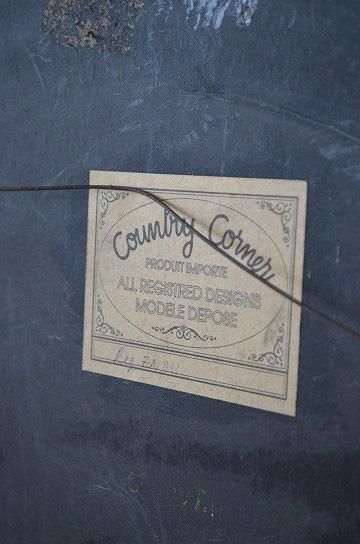 Country Corner
PRODUIT IMPORTE
ALL REGISTRED DESIGNS
MODELE DEPOSE